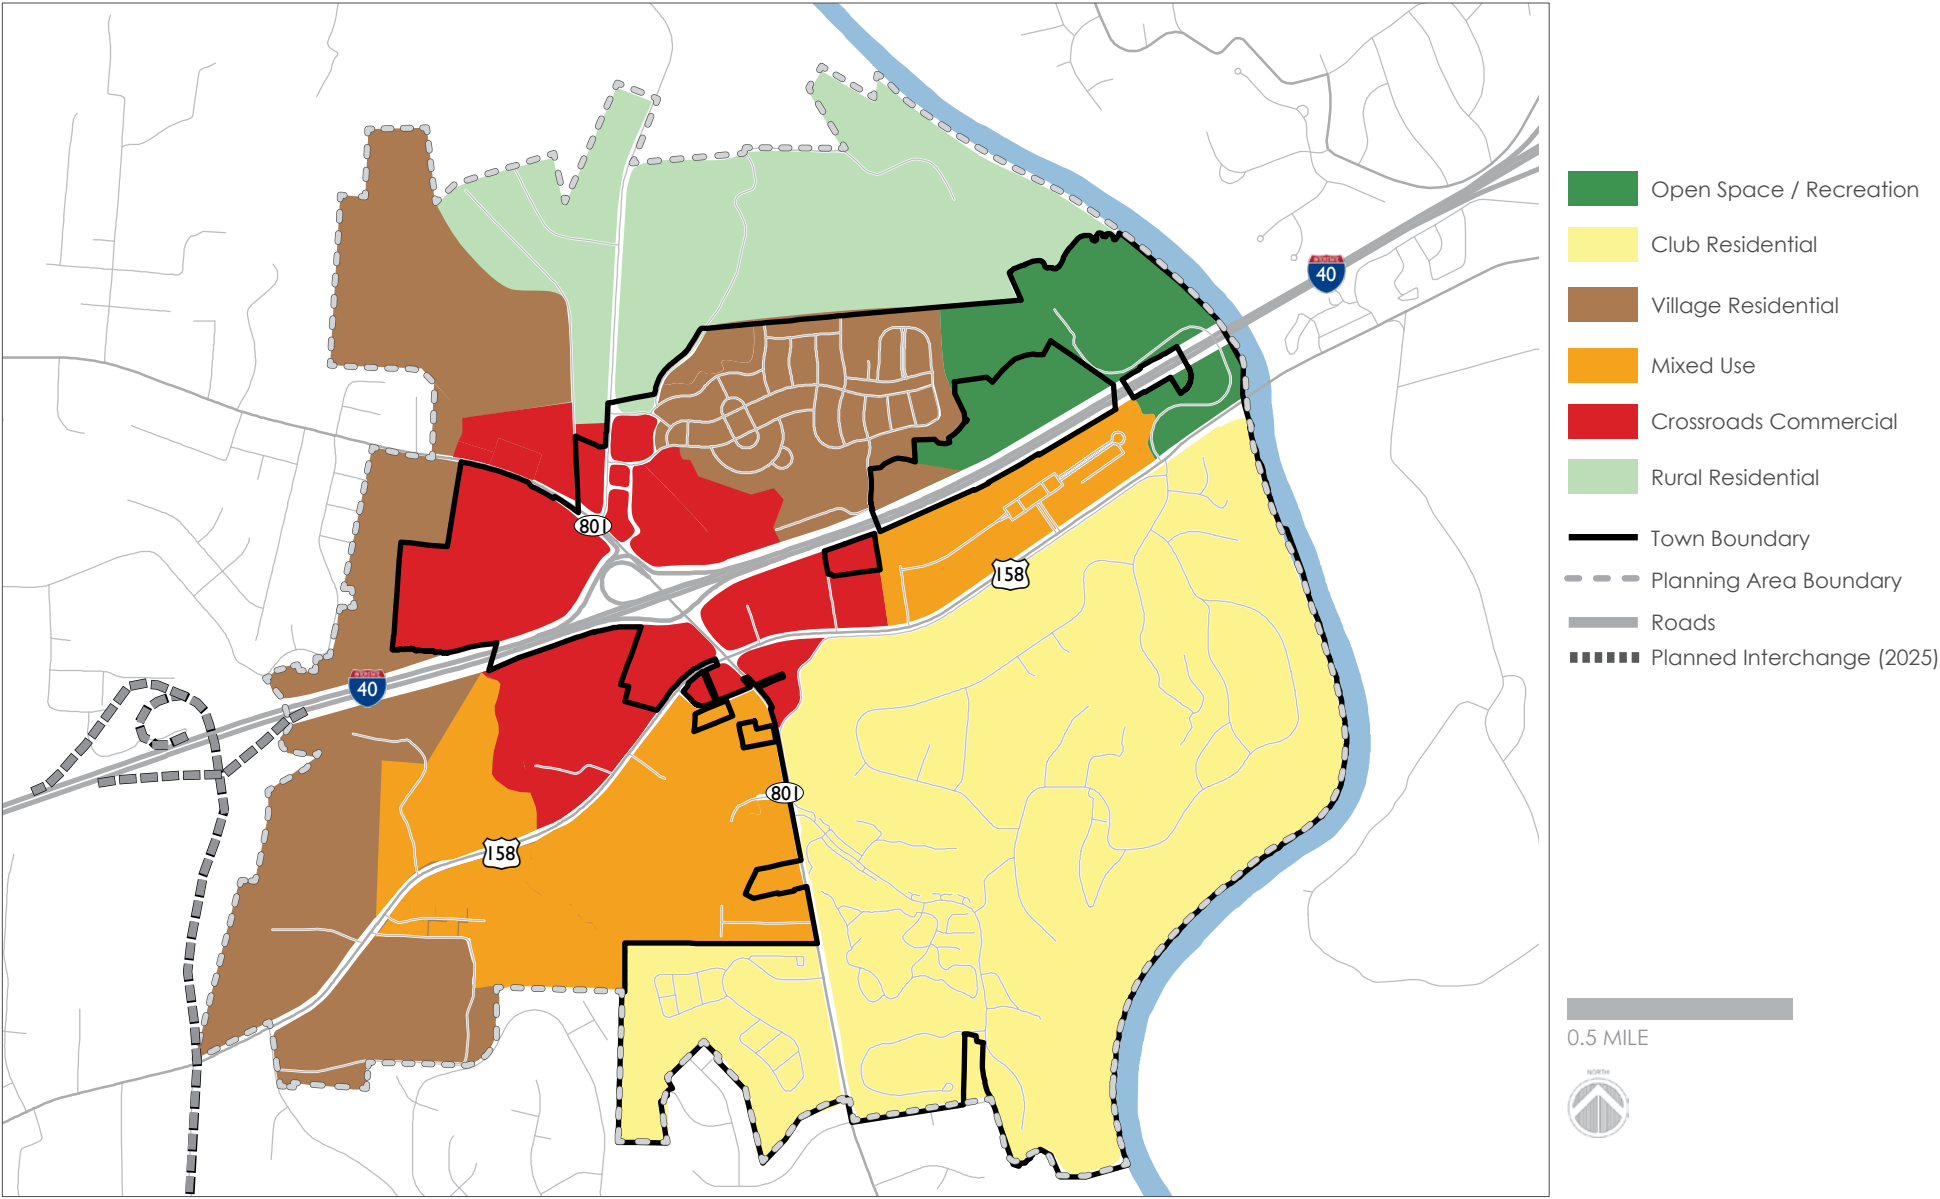 Open Space / Recreation
Club Residential
Village Residential
Mixed Use
Crossroads Commercial
Rural Residential
Town Boundary
Planning Area Boundary
Roads
Planned Interchange (2025)
40
801
158
40
801
158
0.5 MILE
NORTH